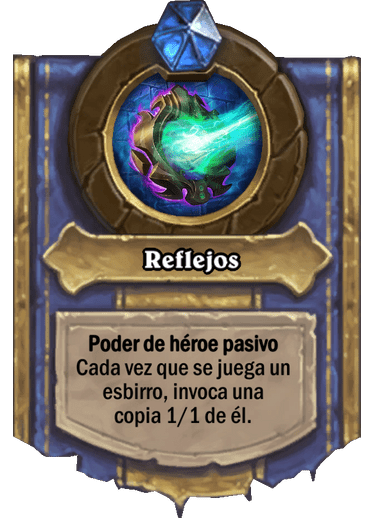 Reflejos
Poder de héroe pasivo
Cada vez que se juega un
esbirro, invoca una
copia 1/1 de él.